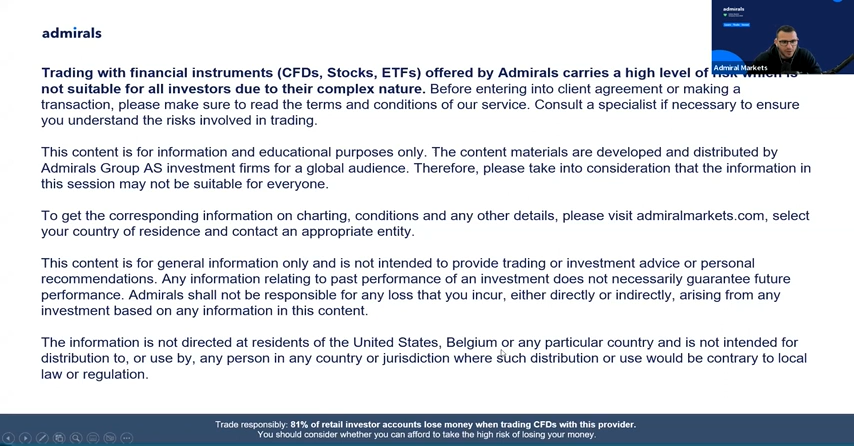 admirals
admirals
Admiral Markets
Trading with financial instruments (CFDs, Stocks, ETFs) offered by Admirals carries a high level of risk which is
not suitable for all investors due to their complex nature. Before entering into client agreement or making a
transaction, please make sure to read the terms and conditions of our service. Consult a specialist if necessary to ensure
you understand the risks involved in trading.
This content is for information and educational purposes only. The content materials are developed and distributed by
Admirals Group AS investment firms for a global audience. Therefore, please take into consideration that the information in
this session may not be suitable for everyone.
To get the corresponding information on charting, conditions and any other details, please visit admiralmarkets.com, select
your country of residence and contact an appropriate entity.
This content is for general information only and is not intended to provide trading or investment advice or personal
recommendations. Any information relating to past performance of an investment does not necessarily guarantee future
performance. Admirals shall not be responsible for any loss that you incur, either directly or indirectly, arising from any
investment based on any information in this content.
The information is not directed at residents of the United States, Belgium or any particular country and is not intended for
distribution to, or use by, any person in any country or jurisdiction where such distribution or use would be contrary to local
law or regulation.
Trade responsibly: 81% of retail investor accounts lose money when trading CFDs with this provider.
You should consider whether you can afford to take the high risk of losing your money.